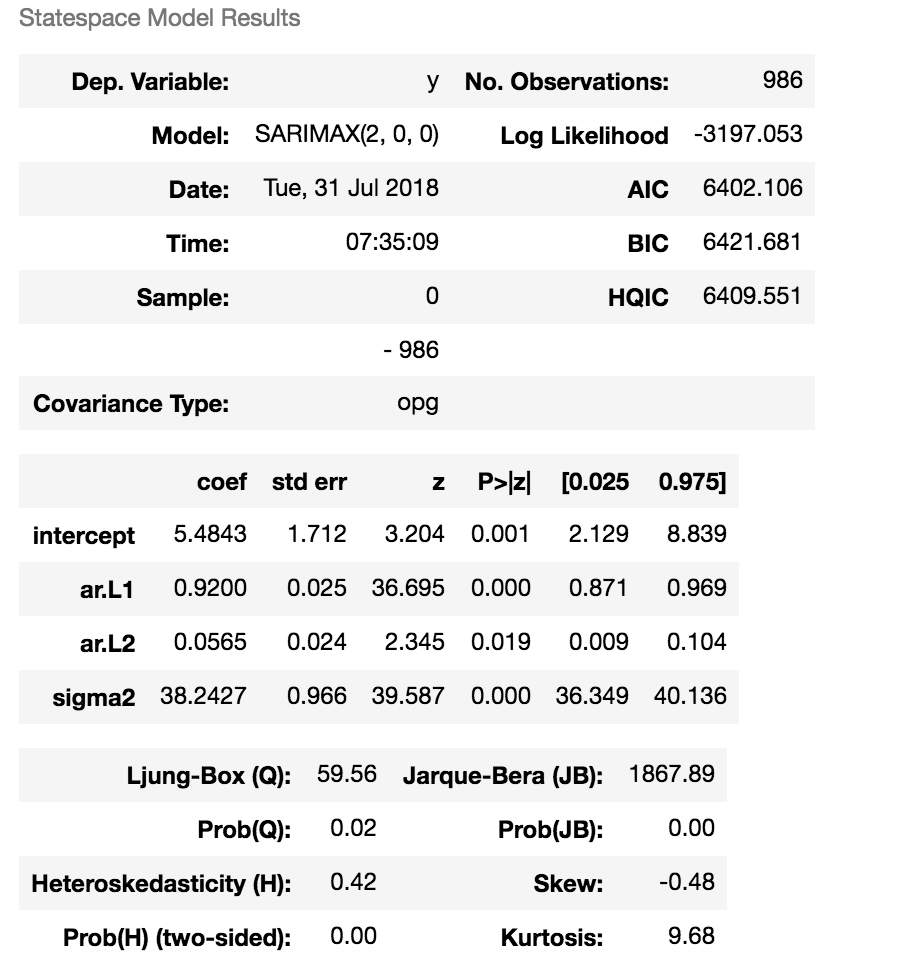 Statespace Model Results
Dep. Variable: y No. Observations: 986
Model: SARIMAX(2, 0, 0) Log Likelihood -3197.053
Date: Tue, 31 Jul 2018 AIC 6402.106
Time: 07:35:09 BIC 6421.681
Sample: 0 HQIC 6409.551
- 986
Covariance Type: opg
coef std err z P>|z| [0.025 0.975]
intercept 5.4843 1.712 3.204 0.001 2.129 8.839
ar.L1 0.9200 0.025 36.695 0.000 0.871 0.969
ar.L2 0.0565 0.024 2.345 0.019 0.009 0.104
sigma2 38.2427 0.966 39.587 0.000 36.349 40.136
Ljung-Box (Q): 59.56 Jarque-Bera (JB): 1867.89
Prob(Q): 0.02 Prob(JB): 0.00
Heteroskedasticity (H): 0.42 Skew: -0.48
Prob(H) (two-sided): 0.00 Kurtosis: 9.68